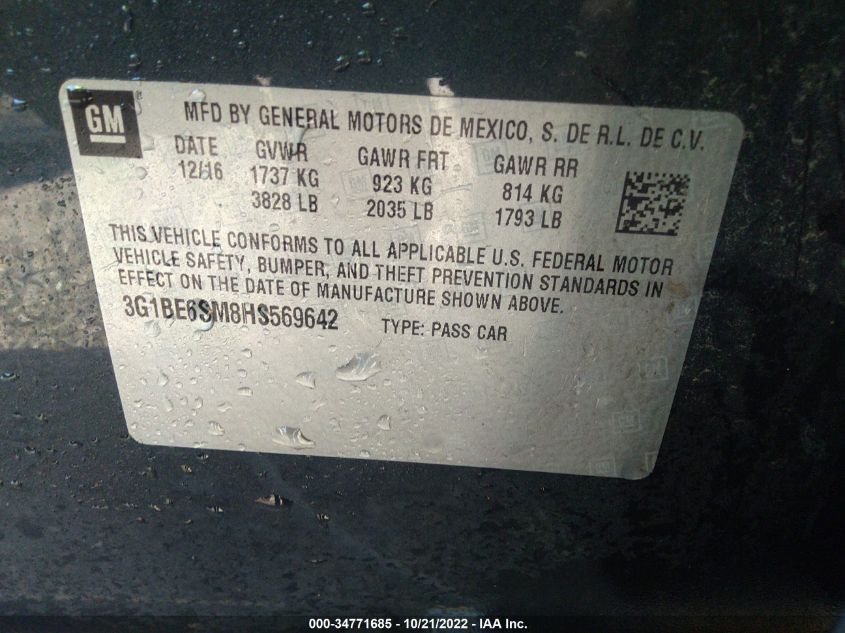 GM
MFD BY GENERAL MOTORS DE MEXICO, S. DE R.L. DE C.V.
DATE GVWR GAWR FRT GAWR RR
12/16 1737 KG 923 KG 814 KG
3828 LB 2035 LB 1793 LB
THIS VEHICLE CONFORMS TO ALL APPLICABLE U.S. FEDERAL MOTOR
VEHICLE SAFETY, BUMPER, AND THEFT PREVENTION STANDARDS IN
EFFECT ON THE DATE OF MANUFACTURE SHOWN ABOVE.
3G1BE6SM8HS569642 TYPE: PASS CAR
000-34771685 - 10/21/2022 - IAA Inc.